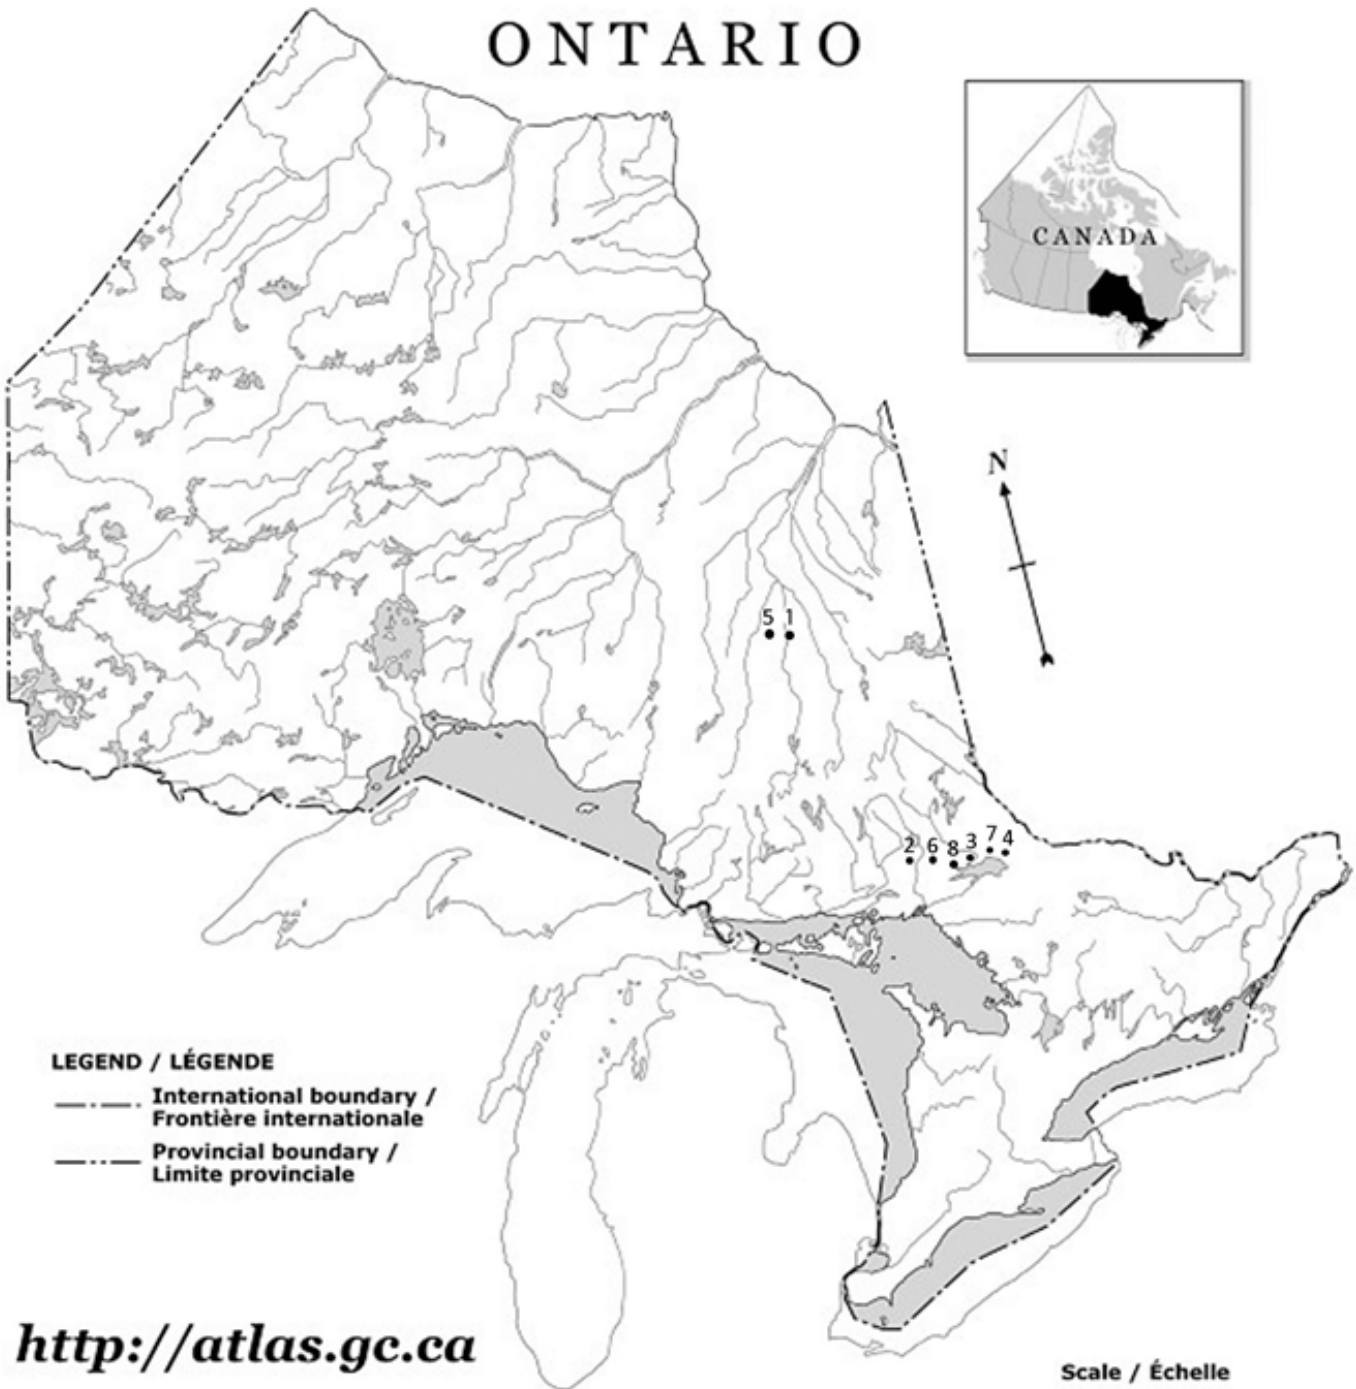 ONTARIO
CANADA
N
5 1
2 6 8 3 7 4
LEGEND / LÉGENDE
International boundary /
Frontière internationale
Provincial boundary /
Limite provinciale
http://atlas.gc.ca
Scale / Échelle